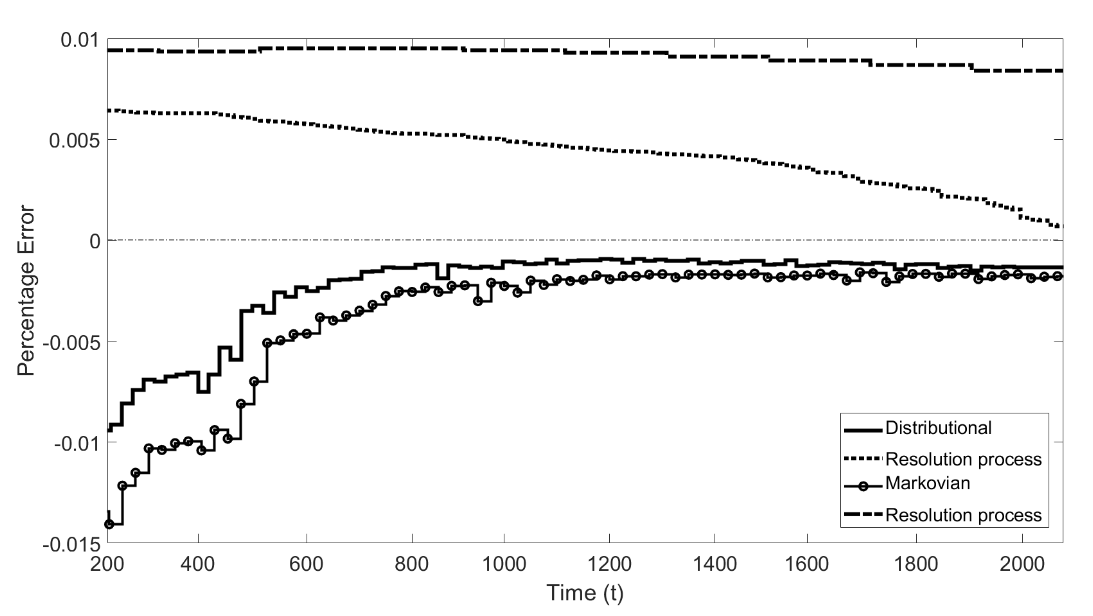 0.01
0.005
0
-0.005
-0.01
-0.015
Percentage Error
200 400 600 800 1000 1200 1400 1600 1800 2000
Time (t)
Distributional
Resolution process
Markovian
Resolution process